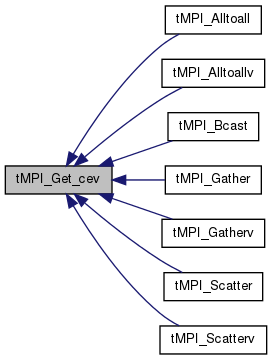 tMPI_Alltoall
tMPI_Alltoallv
tMPI_Bcast
tMPI_Get_cev
tMPI_Gather
tMPI_Gatherv
tMPI_Scatter
tMPI_Scatterv